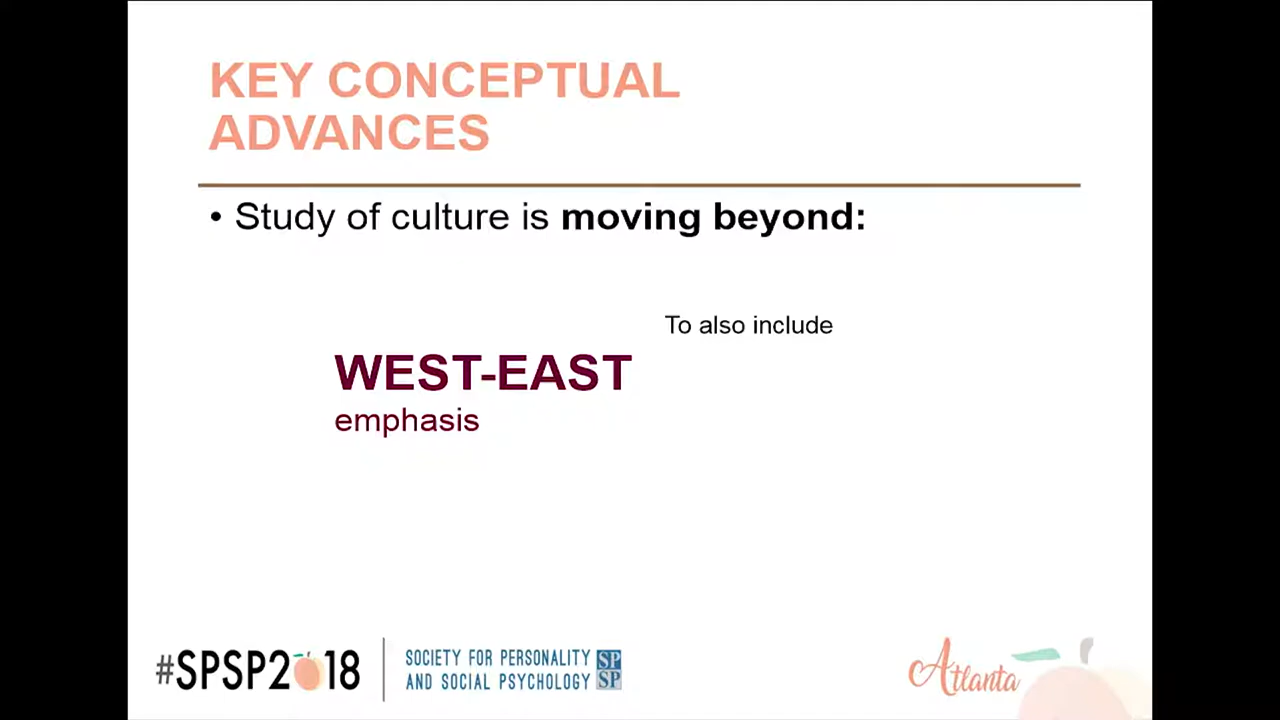 KEY CONCEPTUAL
ADVANCES
• Study of culture is moving beyond:
To also include
WEST-EAST
emphasis
#SPSP2018
SOCIETY FOR PERSONALITY
AND SOCIAL PSYCHOLOGY
SP
SP
Atlanta